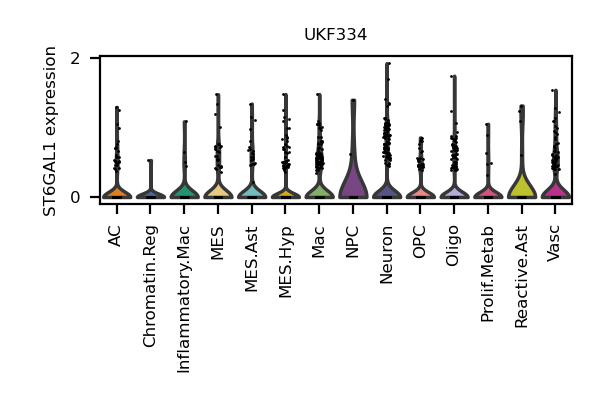 UKF334
ST6GAL1 expression
2
0
AC
Chromatin.Reg
Inflammatory.Mac
MES
MES.Ast
MES.Hyp
Mac
NPC
Neuron
OPC
Oligo
Prolif.Metab
Reactive.Ast
Vasc